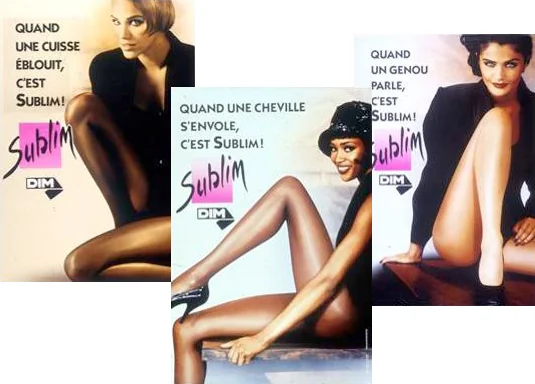 QUAND
UNE CUISSE
ÉBLOUIT,
C'EST
SUBLIM!
Sublim
DIM
QUAND UNE CHEVILLE
S'ENVOLE,
C'EST SUBLIM!
Sublim
DIM
QUAND
UN GENOU
PARLE,
C'EST
SUBLIM!
Sublim
DIM